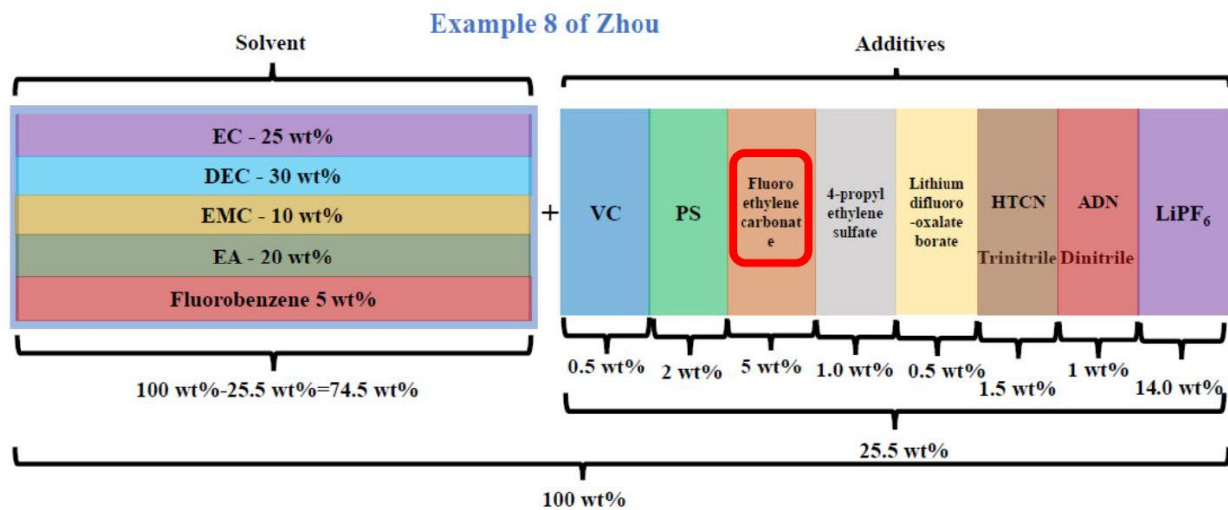 Example 8 of Zhou
Solvent
Additives
EC - 25 wt%
DEC - 30 wt%
EMC - 10 wt%
EA - 20 wt%
Fluorobenzene 5 wt%
+
VC
PS
Fluoro
ethylene
carbonat
e
4-propyl
ethylene
sulfate
Lithium
difluoro
-oxalate
borate
HTCN
Trinitrile
ADN
Dinitrile
LiPF₆
0.5 wt%
2 wt%
5 wt%
1.0 wt%
0.5 wt%
1.5 wt%
1 wt%
14.0 wt%
100 wt%-25.5 wt%=74.5 wt%
25.5 wt%
100 wt%